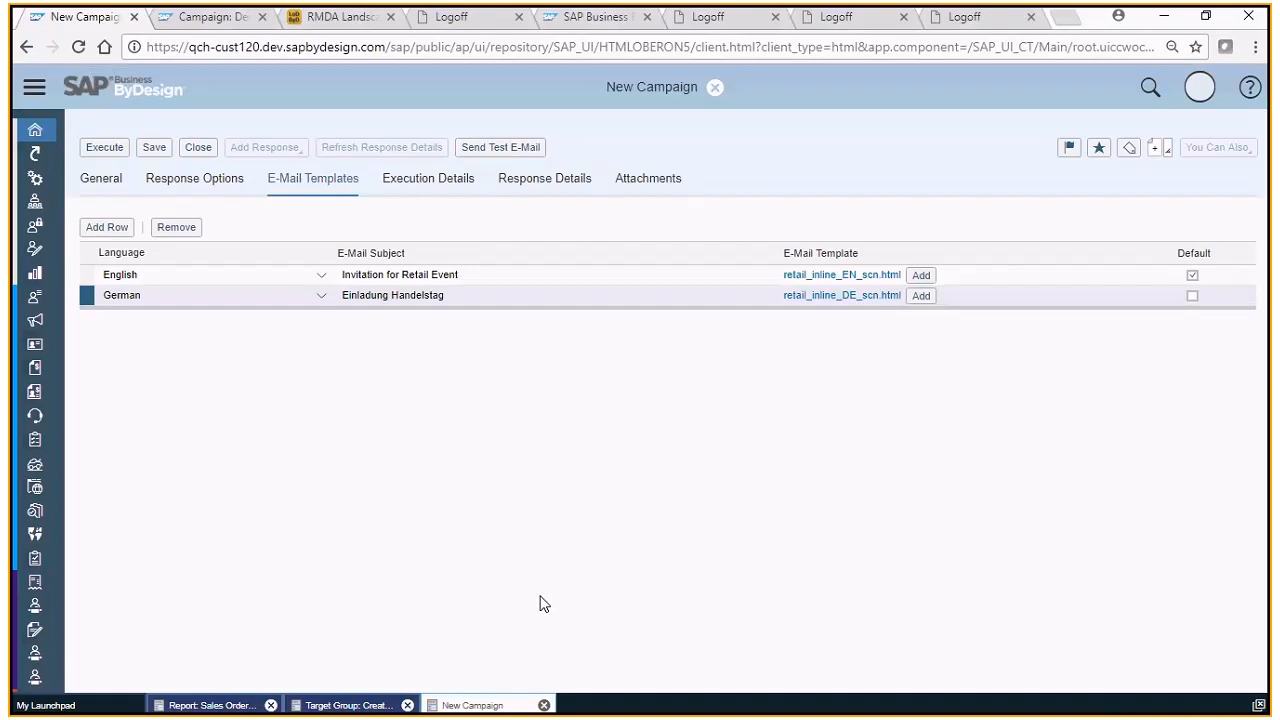 New Campaign
Campaign: De
RMDA Landsca
Logoff
SAP Business
Logoff
Logoff
Logoff
https://qch-cust120.dev.sapbydesign.com/sap/public/ap/ui/repository/SAP_UI/HTMLOBERON5/client.html?client_type=html&app.component=/SAP_UI_CT/Main/root.uiccwoc...
SAP Business ByDesign
New Campaign
Execute
Save
Close
Add Response
Refresh Response Details
Send Test E-Mail
You Can Also
General
Response Options
E-Mail Templates
Execution Details
Response Details
Attachments
Add Row | Remove
Language E-Mail Subject E-Mail Template Default
English Invitation for Retail Event retail_inline_EN_scn.html Add
German Einladung Handelstag retail_inline_DE_scn.html Add
My Launchpad
Report: Sales Order...
Target Group: Creat...
New Campaign